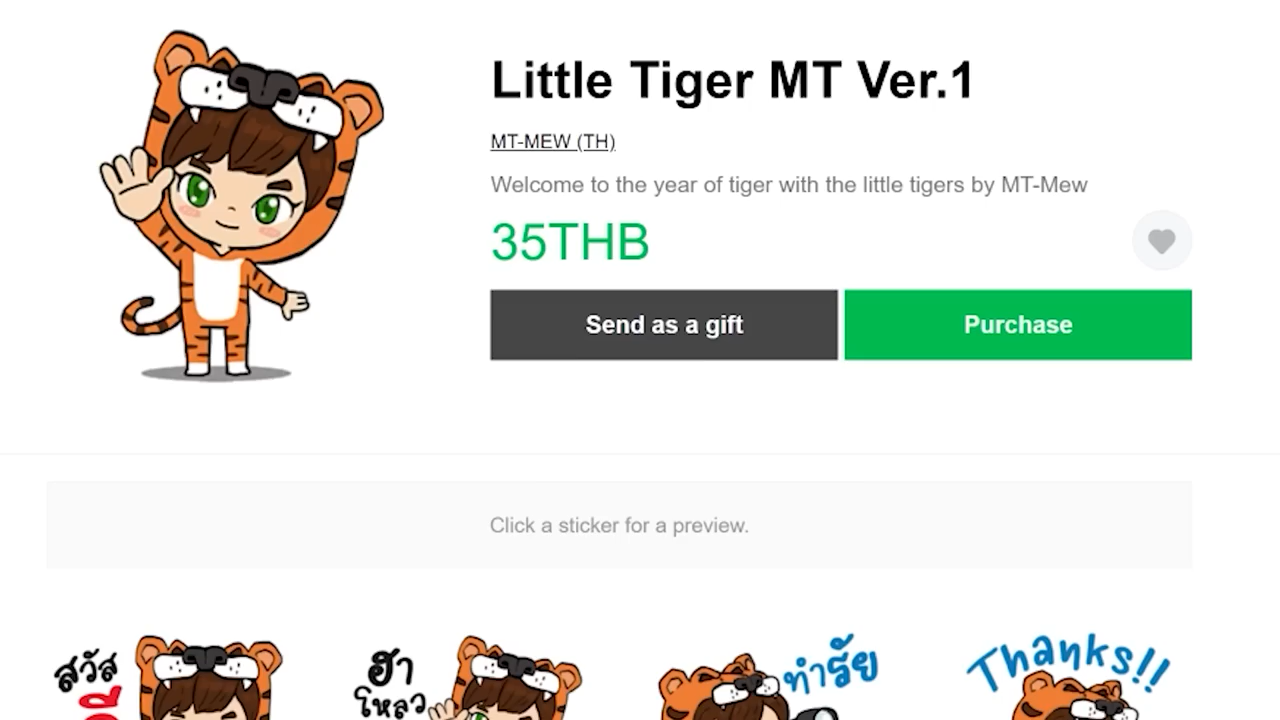 Little Tiger MT Ver.1
MT-MEW (TH)
Welcome to the year of tiger with the little tigers by MT-Mew
35THB
Send as a gift
Purchase
Click a sticker for a preview.
สวัส
ดี
ฮา
โหลว
ทำรัย
Thanks!!